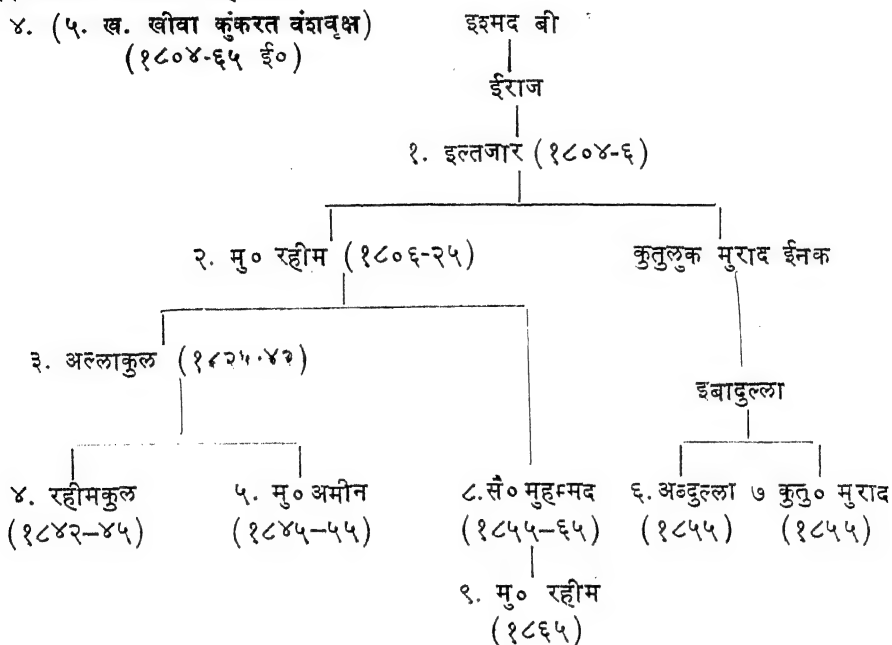 ४. (५. ख. खीवा कुंकरत वंशवृक्ष) इश्मद बी
(१८०४-६५ ई०)
ईराज
१. इल्तजार (१८०४-६)
२. मु० रहीम (१८०६-२५) कुतुलुक मुराद ईनक
३. अल्लाकुल (१८२५-४२)
इबादुल्ला
४. रहीमकुल ५. मु० अमीन ८. सै० मुहम्मद ६. अब्दुल्ला ७ कुतु० मुराद
(१८४२–४५) (१८४५–५५) (१८५५–६५) (१८५५) (१८५५)
९. मु० रहीम
(१८६५)